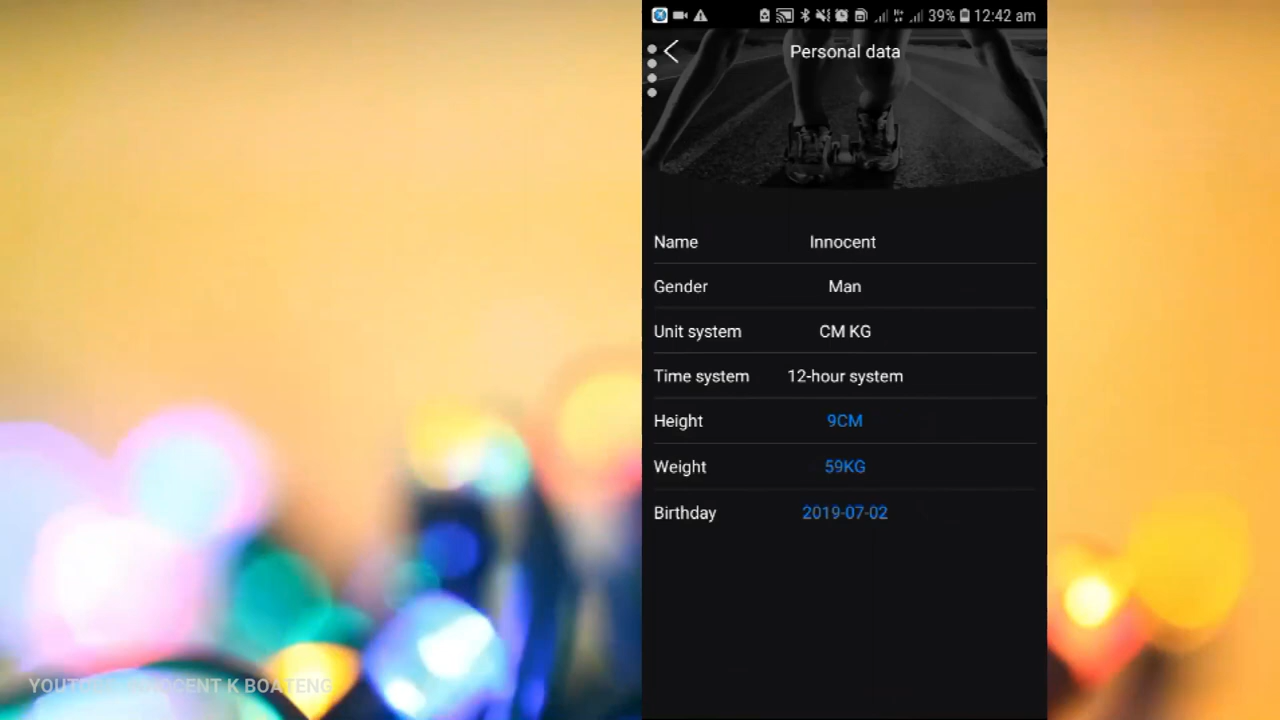 39% 12:42 am
Personal data
Name Innocent
Gender Man
Unit system CM KG
Time system 12-hour system
Height 9CM
Weight 59KG
Birthday 2019-07-02
YOUTUBE: INNOCENT K BOATENG